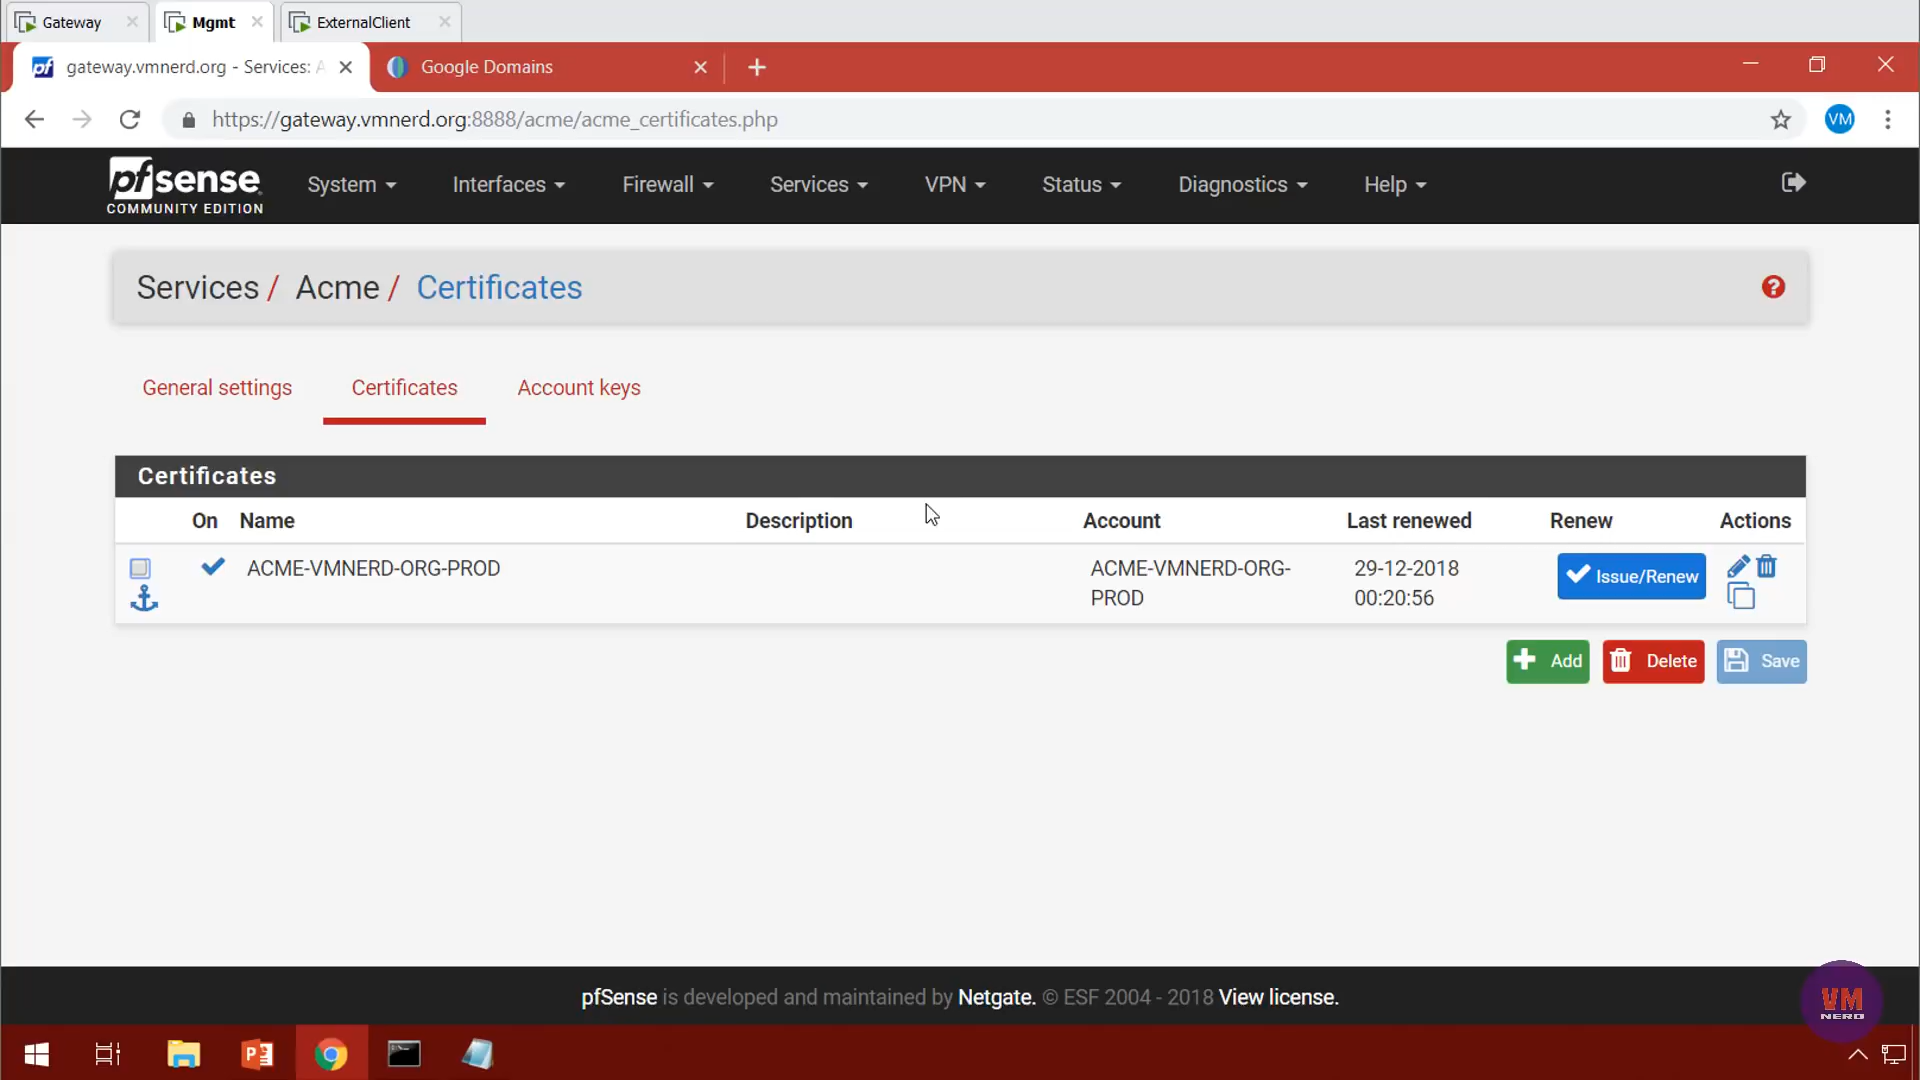 Gateway
Mgmt
ExternalClient
gateway.vmnerd.org - Services: A
Google Domains
https://gateway.vmnerd.org:8888/acme/acme_certificates.php
VM
pfsense
COMMUNITY EDITION
System
Interfaces
Firewall
Services
VPN
Status
Diagnostics
Help
Services / Acme / Certificates
General settings
Certificates
Account keys
Certificates
On Name Description Account Last renewed Renew Actions
ACME-VMNERD-ORG-PROD
ACME-VMNERD-ORG-
PROD
29-12-2018
00:20:56
Issue/Renew
Add
Delete
Save
pfSense is developed and maintained by Netgate. © ESF 2004 - 2018 View license.
VM
NERD